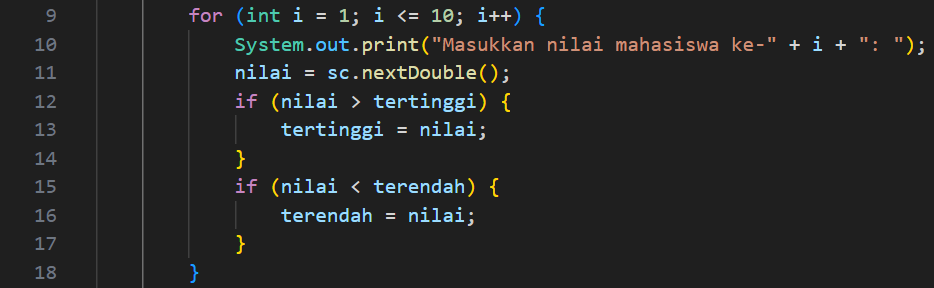 9 for (int i = 1; i <= 10; i++) {
10 System.out.print("Masukkan nilai mahasiswa ke-" + i + ": ");
11 nilai = sc.nextDouble();
12 if (nilai > tertinggi) {
13 tertinggi = nilai;
14 }
15 if (nilai < terendah) {
16 terendah = nilai;
17 }
18 }